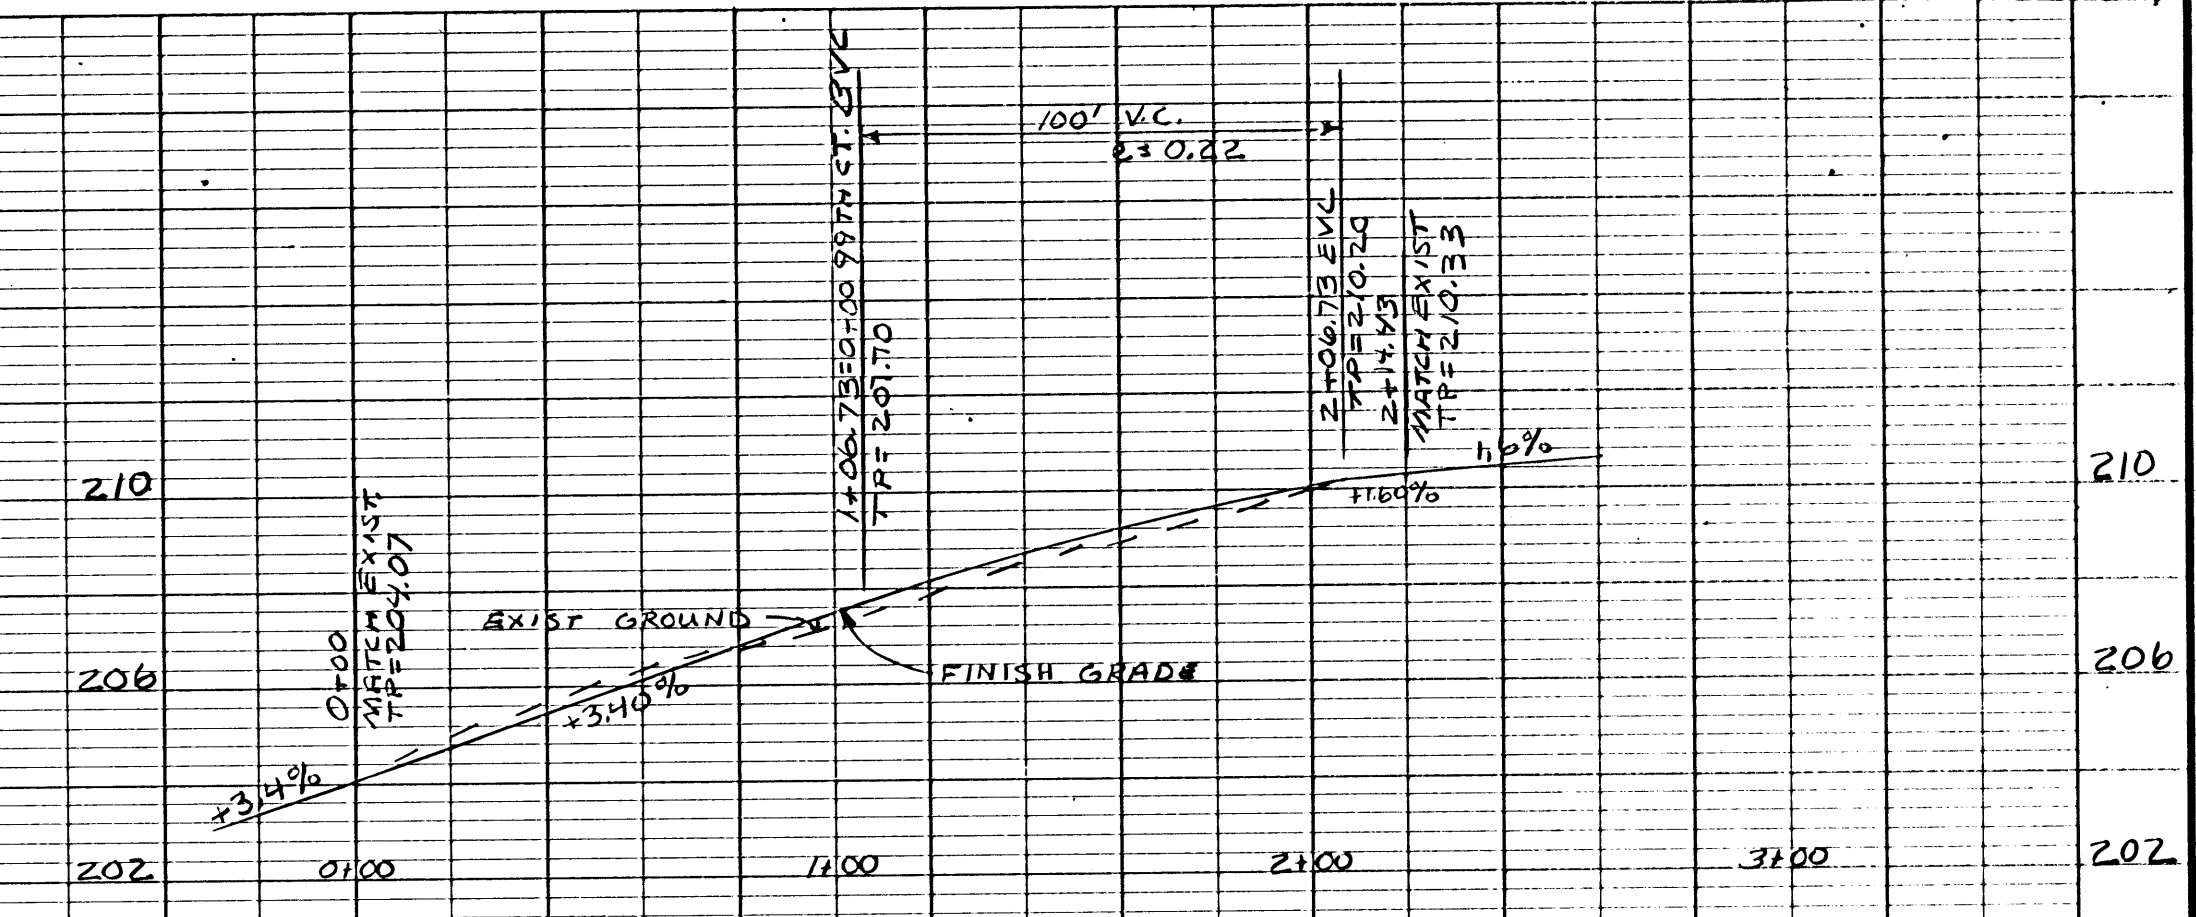 1+06.73=0+00 99TH CT. BVC
TP=207.70
100' V.C.
e=0.22
2+06.73 EVC
TP=210.20
2+14.43
MATCH EXIST
TP=210.33
1.6%
+1.60%
210
210
0+00
MATCH EXIST.
TP=204.07
EXIST GROUND
FINISH GRADE
206
206
+3.40%
+3.4%
202
0+00
1+00
2+00
3+00
202